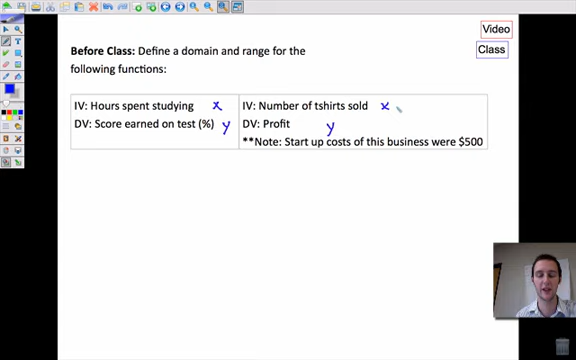 Video
Class
Before Class: Define a domain and range for the
following functions:
IV: Hours spent studying x
DV: Score earned on test (%) y
IV: Number of tshirts sold x
DV: Profit y
**Note: Start up costs of this business were $500